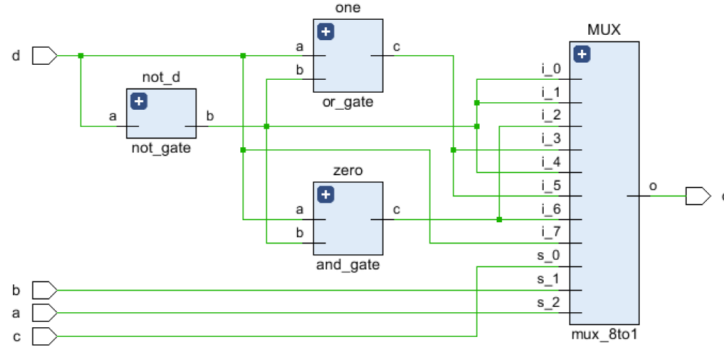 one
MUX
d
a
c
b
or_gate
not_d
a
b
not_gate
i_0
i_1
i_2
i_3
i_4
i_5
i_6
i_7
s_0
s_1
s_2
o
mux_8to1
zero
a
c
b
and_gate
b
a
c